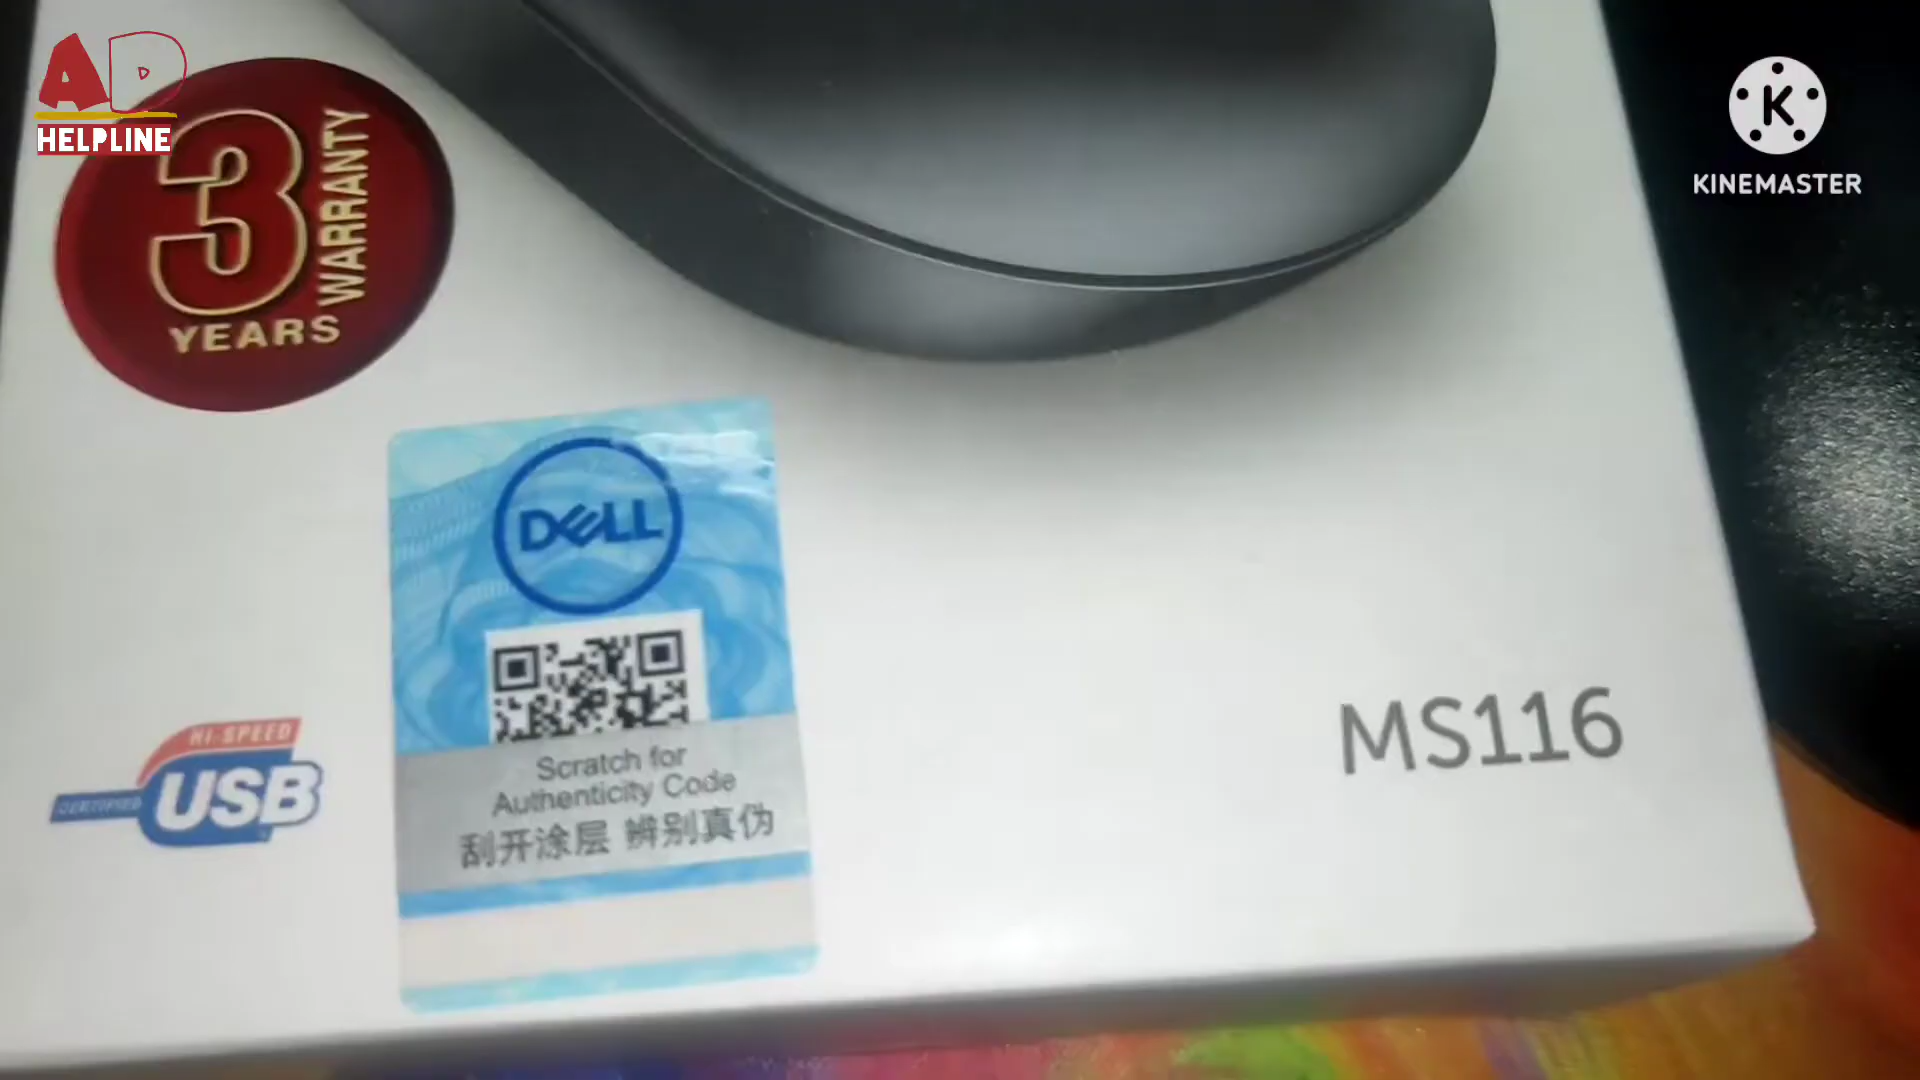 AD
HELPLINE
3
YEARS
WARRANTY
K
KINEMASTER
DELL
Scratch for
Authenticity Code
刮开涂层 辨别真伪
HI-SPEED
CERTIFIED
USB
MS116